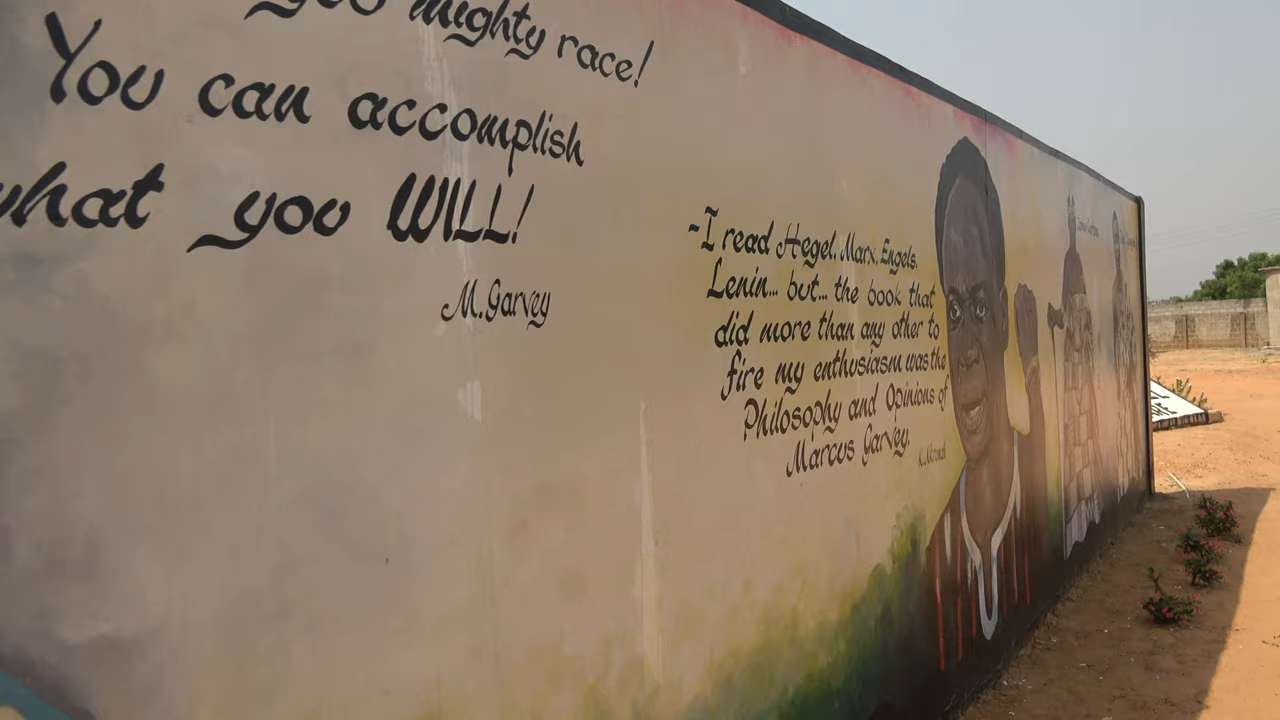 you mighty race!
You can accomplish
what you WILL!
M. Garvey
-I read Hegel, Marx, Engels,
Lenin... but... the book that
did more than any other to
fire my enthusiasm was the
Philosophy and Opinions of
Marcus Garvey.